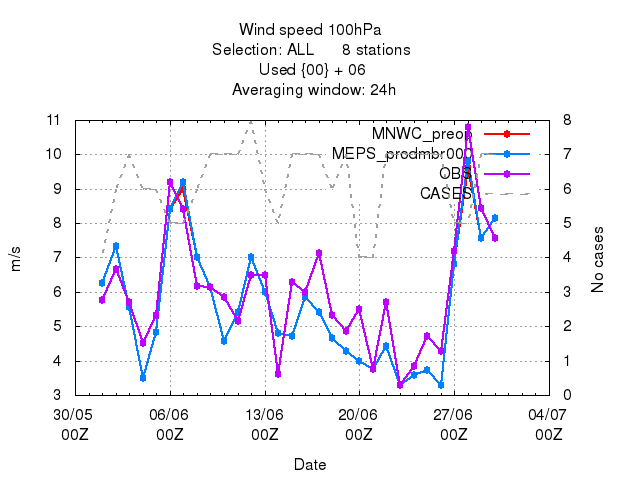 Wind speed 100hPa
Selection: ALL 8 stations
Used {00} + 06
Averaging window: 24h
11 8
MNWC_preop
10 MEPS_prodmbr000 7
OBS
9 CASES 6
8 5
7 4
m/s No cases
6 3
5 2
4 1
3 0
30/05 06/06 13/06 20/06 27/06 04/07
00Z 00Z 00Z 00Z 00Z 00Z
Date